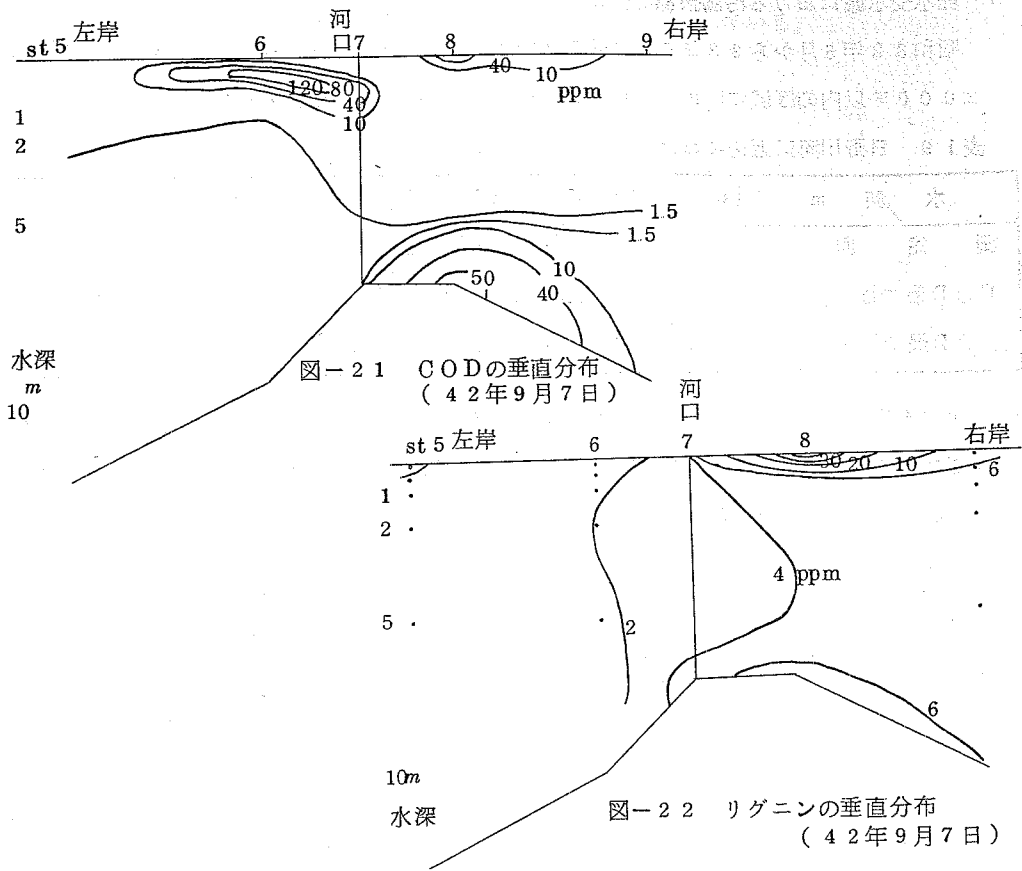 st 5 左岸 6 河口 7 8 右岸 9
40 10
ppm
120 80
40
10
1
2
5
1.5
1.5
10
50
40
水深
m
10
図－21 CODの垂直分布
(42年9月7日)
st 5 左岸 6 河口 7 8 右岸
30 20 10 6
1
2
4 ppm
5
2
6
10m
水深
図－22 リグニンの垂直分布
(42年9月7日)